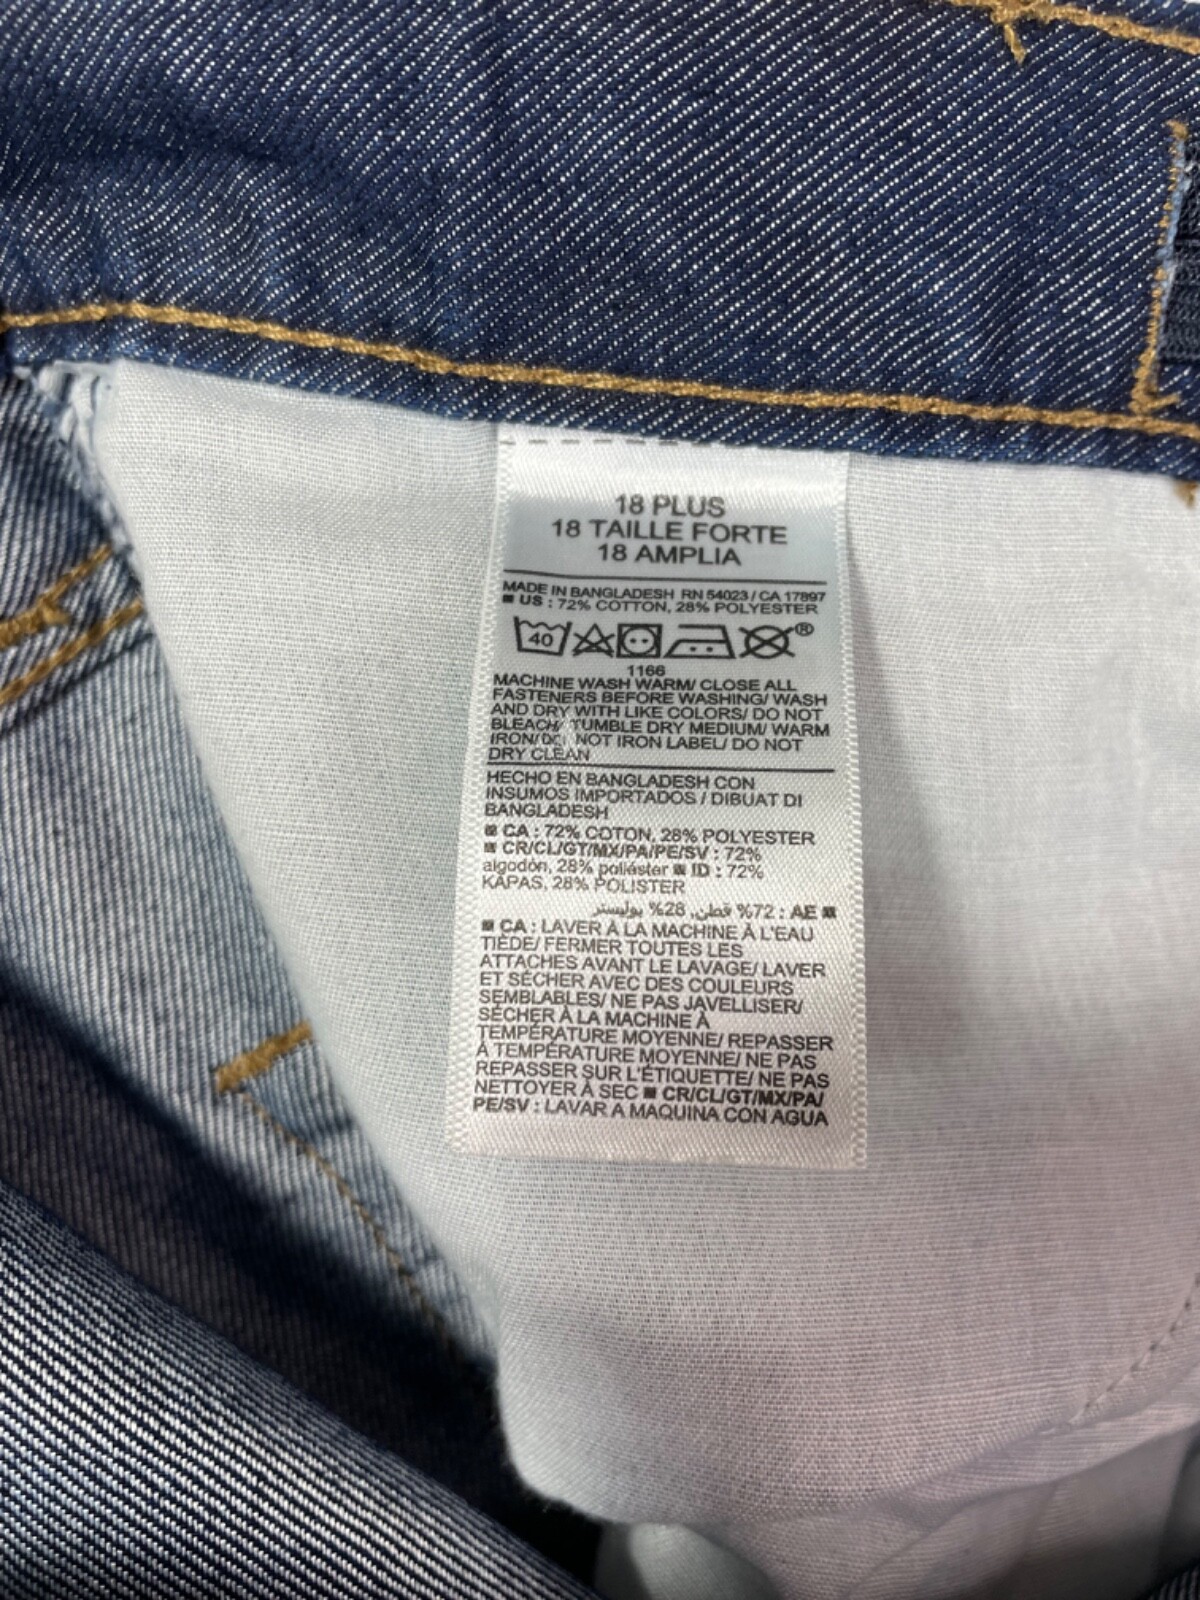 18 PLUS
18 TAILLE FORTE
18 AMPLIA
MADE IN BANGLADESH RN 54023 / CA 17897
■ US : 72% COTTON, 28% POLYESTER
40 ®
1166
MACHINE WASH WARM/ CLOSE ALL
FASTENERS BEFORE WASHING/ WASH
AND DRY WITH LIKE COLORS/ DO NOT
BLEACH/ TUMBLE DRY MEDIUM/ WARM
IRON/ DO NOT IRON LABEL/ DO NOT
DRY CLEAN
HECHO EN BANGLADESH CON
INSUMOS IMPORTADOS / DIBUAT DI
BANGLADESH
■ CA : 72% COTON, 28% POLYESTER
■ CR/CL/GT/MX/PA/PE/SV : 72%
algodón, 28% poliéster ■ ID : 72%
KAPAS, 28% POLISTER
■ AE : 72% قطن, 28% بوليستر
■ CA : LAVER À LA MACHINE À L'EAU
TIÈDE/ FERMER TOUTES LES
ATTACHES AVANT LE LAVAGE/ LAVER
ET SÉCHER AVEC DES COULEURS
SEMBLABLES/ NE PAS JAVELLISER/
SÉCHER À LA MACHINE À
TEMPÉRATURE MOYENNE/ REPASSER
À TEMPÉRATURE MOYENNE/ NE PAS
REPASSER SUR L'ÉTIQUETTE/ NE PAS
NETTOYER À SEC ■ CR/CL/GT/MX/PA/
PE/SV : LAVAR A MAQUINA CON AGUA